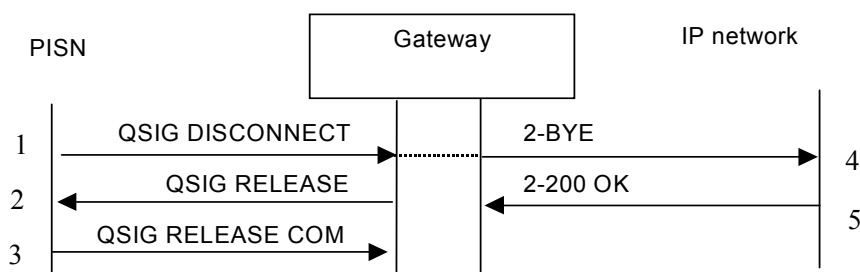 PISN
Gateway
IP network
1 QSIG DISCONNECT 2-BYE 4
2 QSIG RELEASE 2-200 OK 5
3 QSIG RELEASE COM